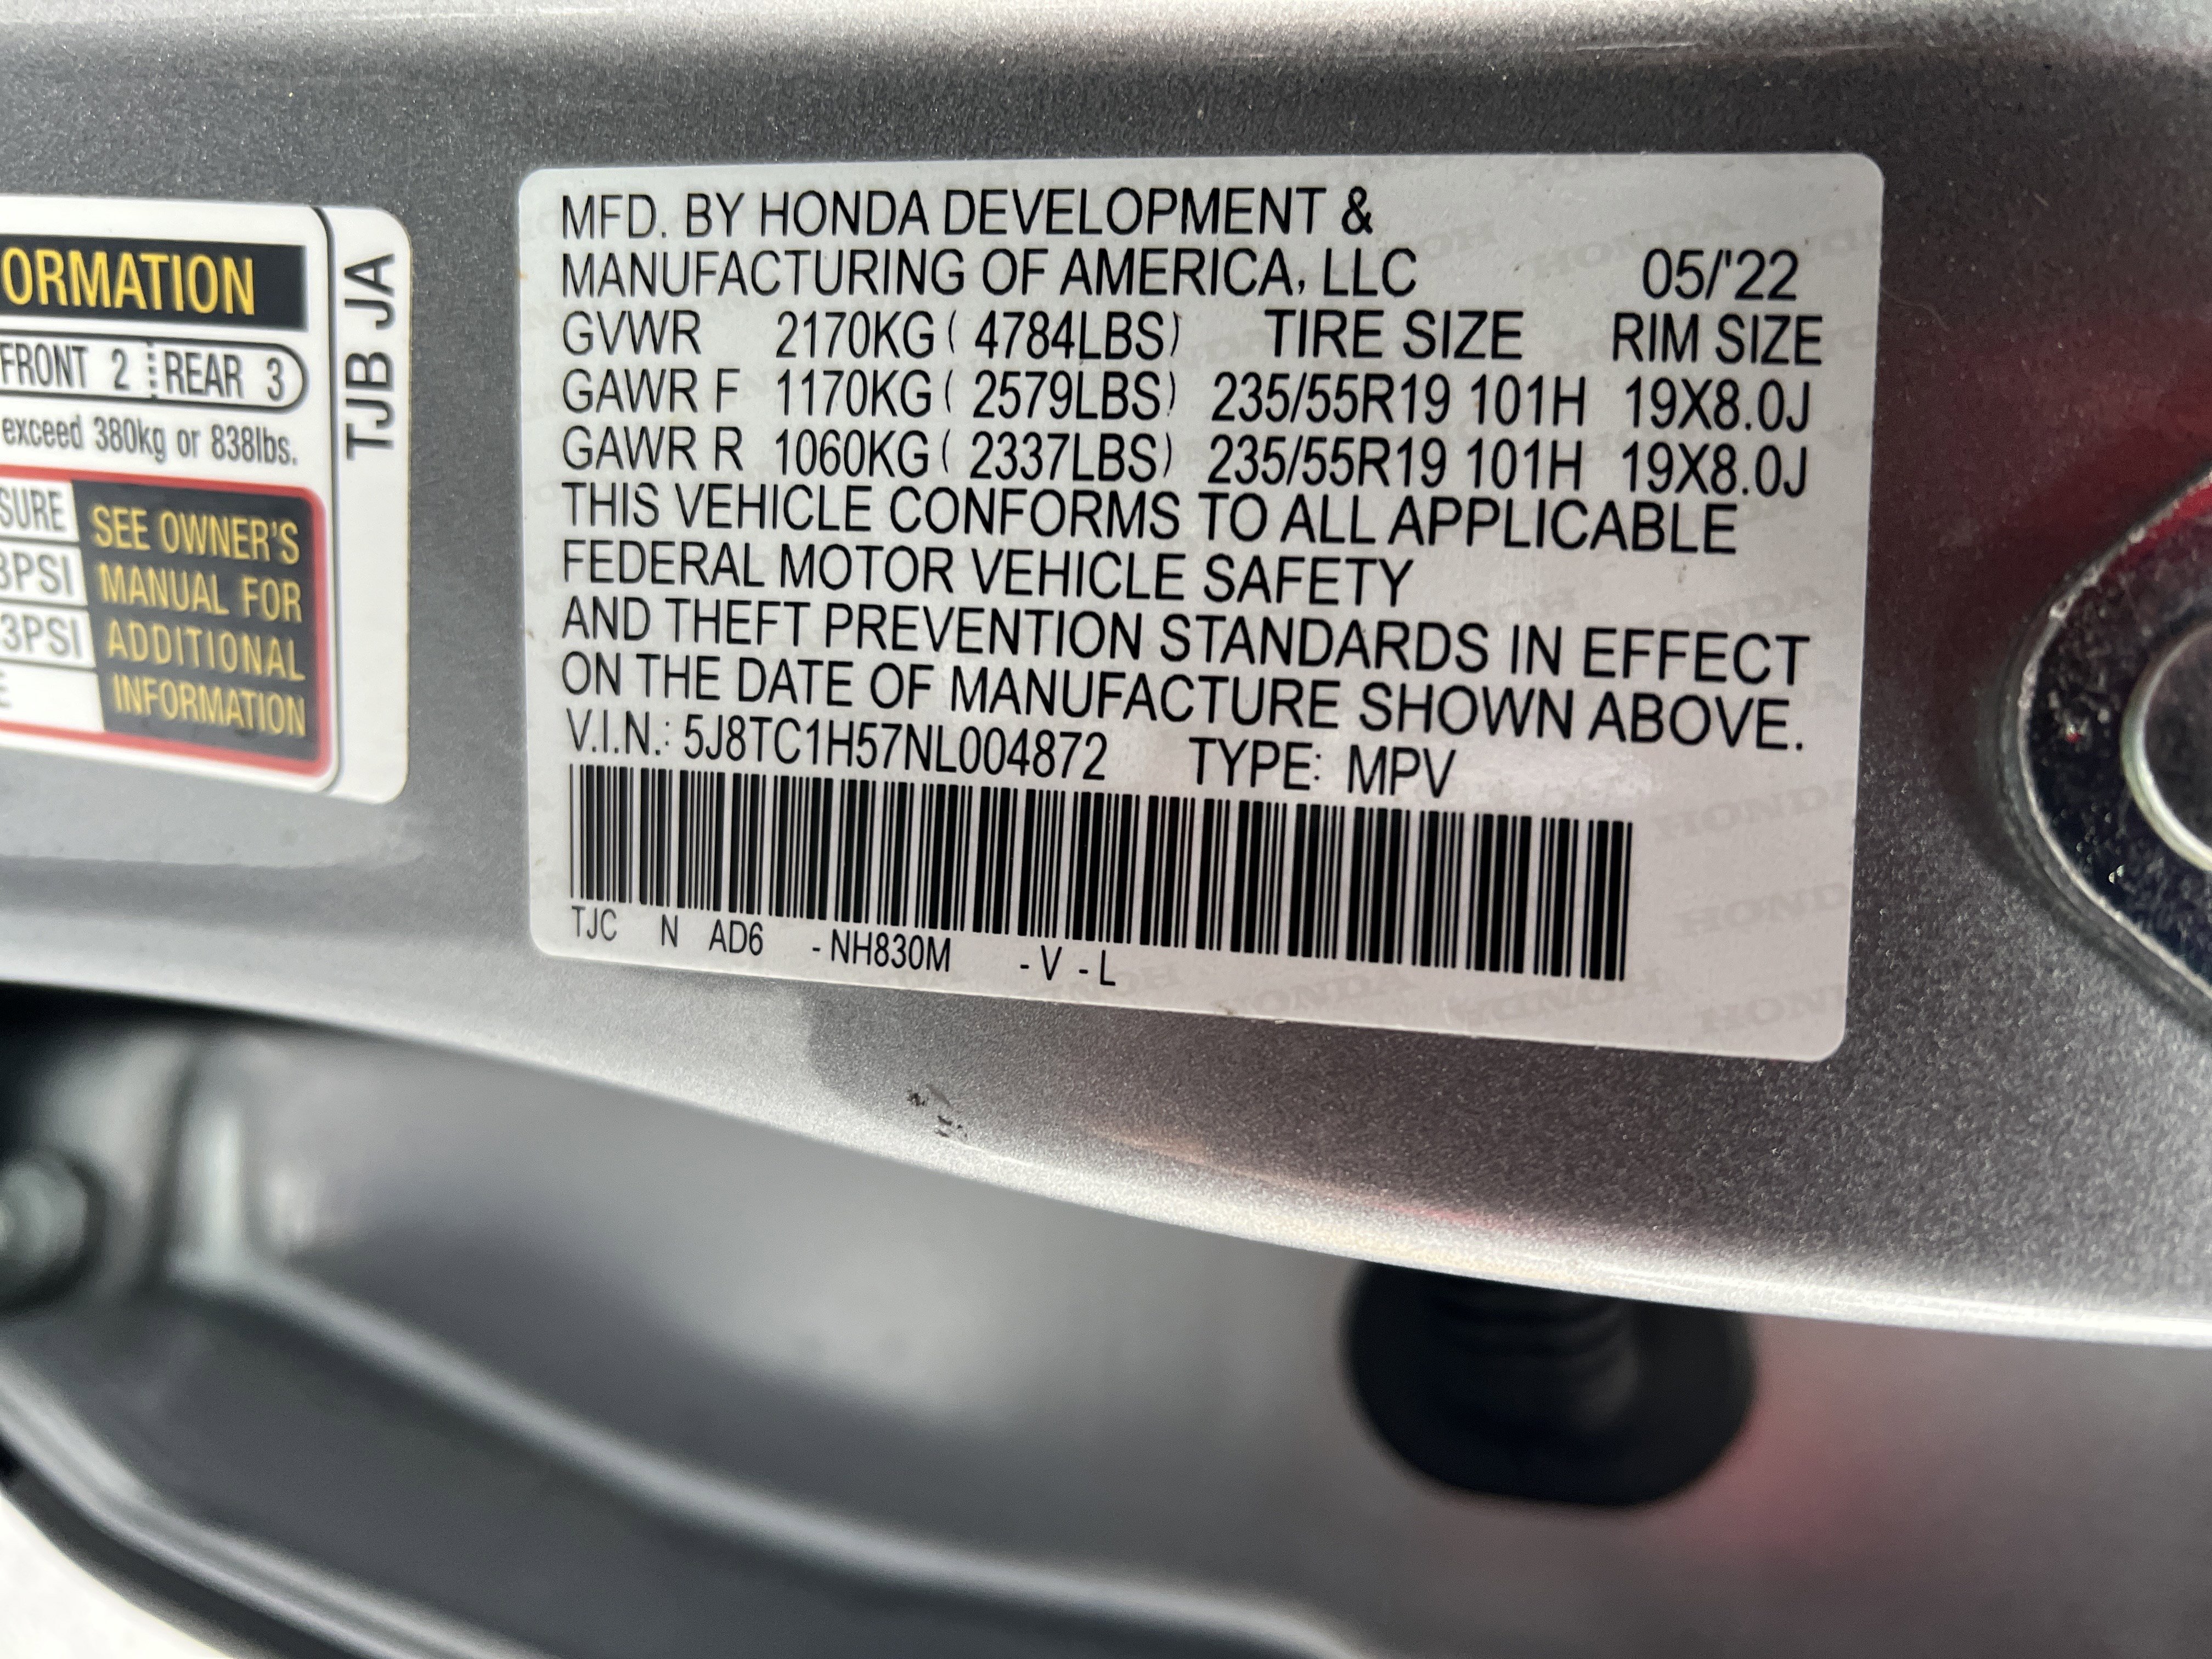 ORMATION
FRONT 2 REAR 3
exceed 380kg or 838lbs.
SURE
3PSI
3PSI
E
SEE OWNER'S
MANUAL FOR
ADDITIONAL
INFORMATION
TJB JA
MFD. BY HONDA DEVELOPMENT &
MANUFACTURING OF AMERICA, LLC 05/'22
GVWR 2170KG ( 4784LBS) TIRE SIZE RIM SIZE
GAWR F 1170KG ( 2579LBS) 235/55R19 101H 19X8.0J
GAWR R 1060KG ( 2337LBS) 235/55R19 101H 19X8.0J
THIS VEHICLE CONFORMS TO ALL APPLICABLE
FEDERAL MOTOR VEHICLE SAFETY
AND THEFT PREVENTION STANDARDS IN EFFECT
ON THE DATE OF MANUFACTURE SHOWN ABOVE.
V.I.N.: 5J8TC1H57NL004872 TYPE: MPV
TJC N AD6 - NH830M - V - L